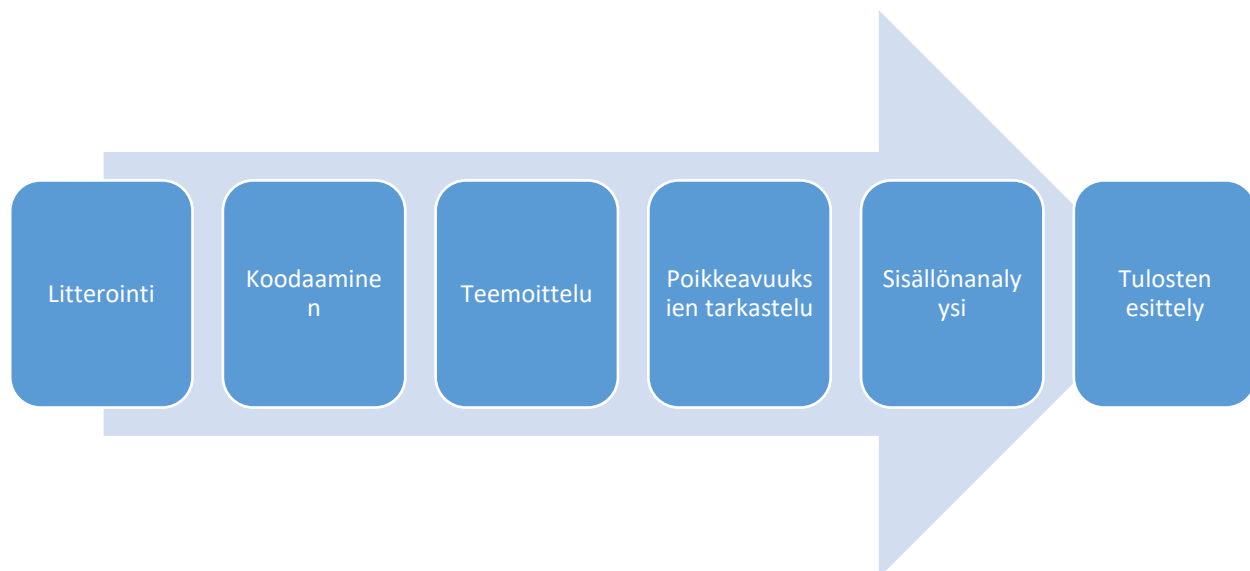 Litterointi
Koodaamine
n
Teemoittelu
Poikkeavuuks
ien tarkastelu
Sisällönanaly
ysi
Tulosten
esittely